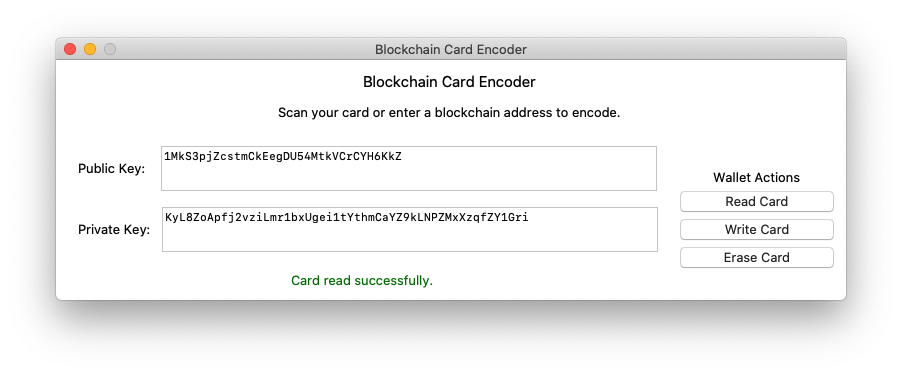 Blockchain Card Encoder
Blockchain Card Encoder
Scan your card or enter a blockchain address to encode.
Public Key:
1MkS3pjZcstmCkEegDU54MtkVCrCYH6KkZ
Private Key:
KyL8ZoApfj2vziLmr1bxUgei1tYthmCaYZ9kLNPZMxXzqfZY1Gri
Wallet Actions
Read Card
Write Card
Erase Card
Card read successfully.